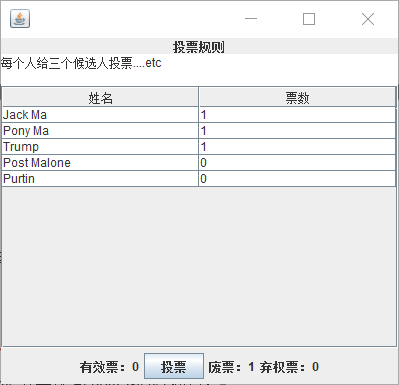 投票规则
每个人给三个候选人投票....etc
姓名 票数
Jack Ma 1
Pony Ma 1
Trump 1
Post Malone 0
Purtin 0
有效票：0 投票 废票：1 弃权票：0